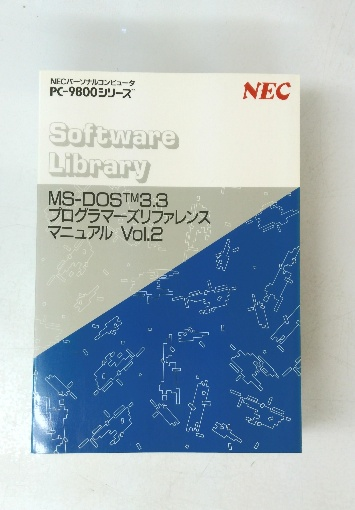 NECパーソナルコンピュータ
PC-9800シリーズ
NEC
Software
Library
MS-DOS™3.3
プログラマーズリファレンス
マニュアル Vol.2